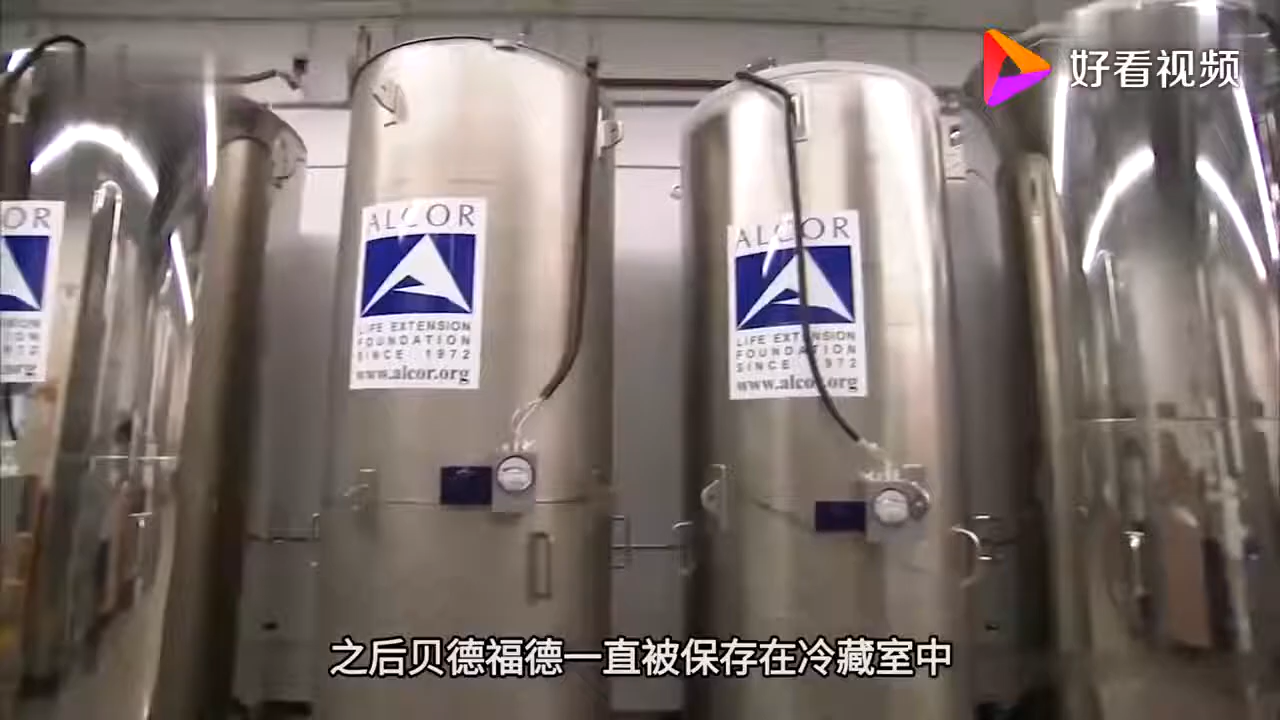 好看视频
OR
ALCOR
LIFE EXTENSION
FOUNDATION
SINCE 1972
www.alcor.org
ALCOR
LIFE EXTENSION
FOUNDATION
SINCE 1972
www.alcor.org
之后贝德福德一直被保存在冷藏室中